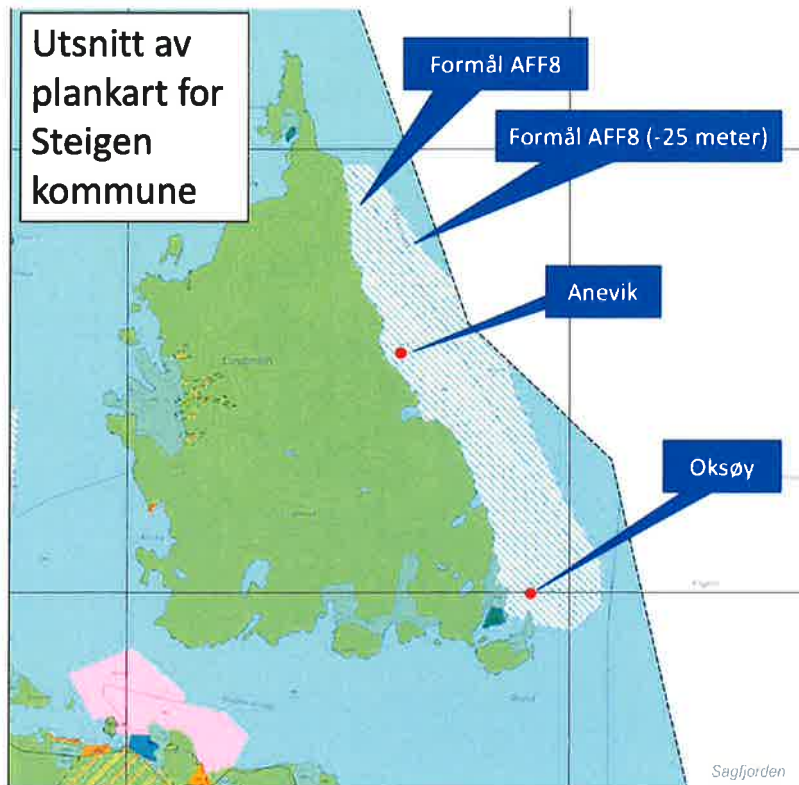 Utsnitt av
plankart for
Steigen
kommune
Formål AFF8
Formål AFF8 (-25 meter)
Anevik
Oksøy
Sagfjorden